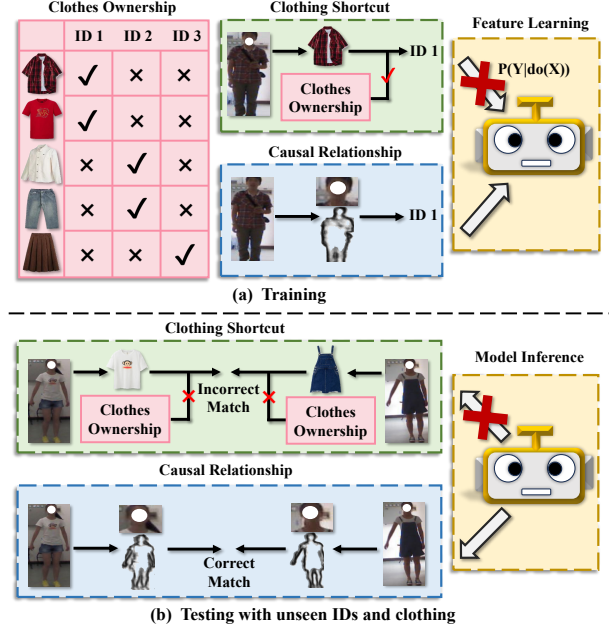 Clothes Ownership
ID 1 ID 2 ID 3
Clothing Shortcut
ID 1
Clothes
Ownership
Causal Relationship
ID 1
Feature Learning
P(Y|do(X))
(a) Training
Clothing Shortcut
Incorrect
Match
Clothes
Ownership
Clothes
Ownership
Causal Relationship
Correct
Match
Model Inference
(b) Testing with unseen IDs and clothing